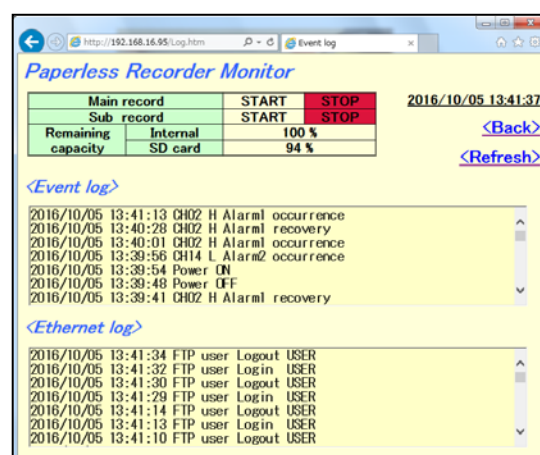 http://192.168.16.95/Log.htm
Event log
Paperless Recorder Monitor
Main record START STOP
Sub record START STOP
Remaining capacity Internal 100 %
SD card 94 %
2016/10/05 13:41:37
<Back>
<Refresh>
<Event log>
2016/10/05 13:41:13 CH02 H Alarm1 occurrence
2016/10/05 13:40:28 CH02 H Alarm1 recovery
2016/10/05 13:40:01 CH02 H Alarm1 occurrence
2016/10/05 13:39:56 CH14 L Alarm2 occurrence
2016/10/05 13:39:54 Power ON
2016/10/05 13:39:48 Power OFF
2016/10/05 13:39:41 CH02 H Alarm1 recovery
<Ethernet log>
2016/10/05 13:41:34 FTP user Logout USER
2016/10/05 13:41:32 FTP user Login USER
2016/10/05 13:41:30 FTP user Logout USER
2016/10/05 13:41:29 FTP user Login USER
2016/10/05 13:41:14 FTP user Logout USER
2016/10/05 13:41:13 FTP user Login USER
2016/10/05 13:41:10 FTP user Logout USER